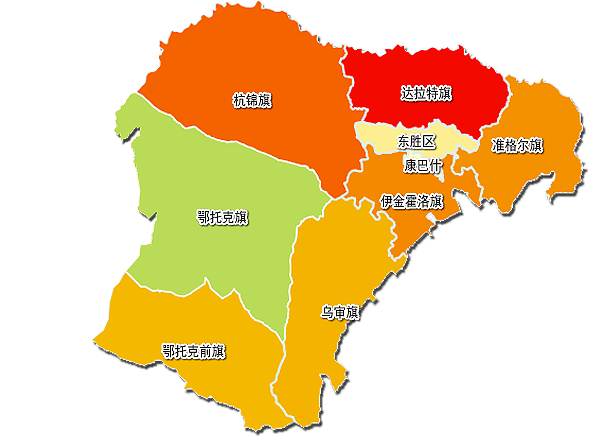 杭锦旗
达拉特旗
东胜区
准格尔旗
康巴什
伊金霍洛旗
鄂托克旗
乌审旗
鄂托克前旗